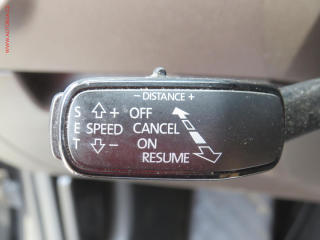 - DISTANCE +
S ⇧ + OFF
E SPEED CANCEL
T ⇩ - ON
RESUME